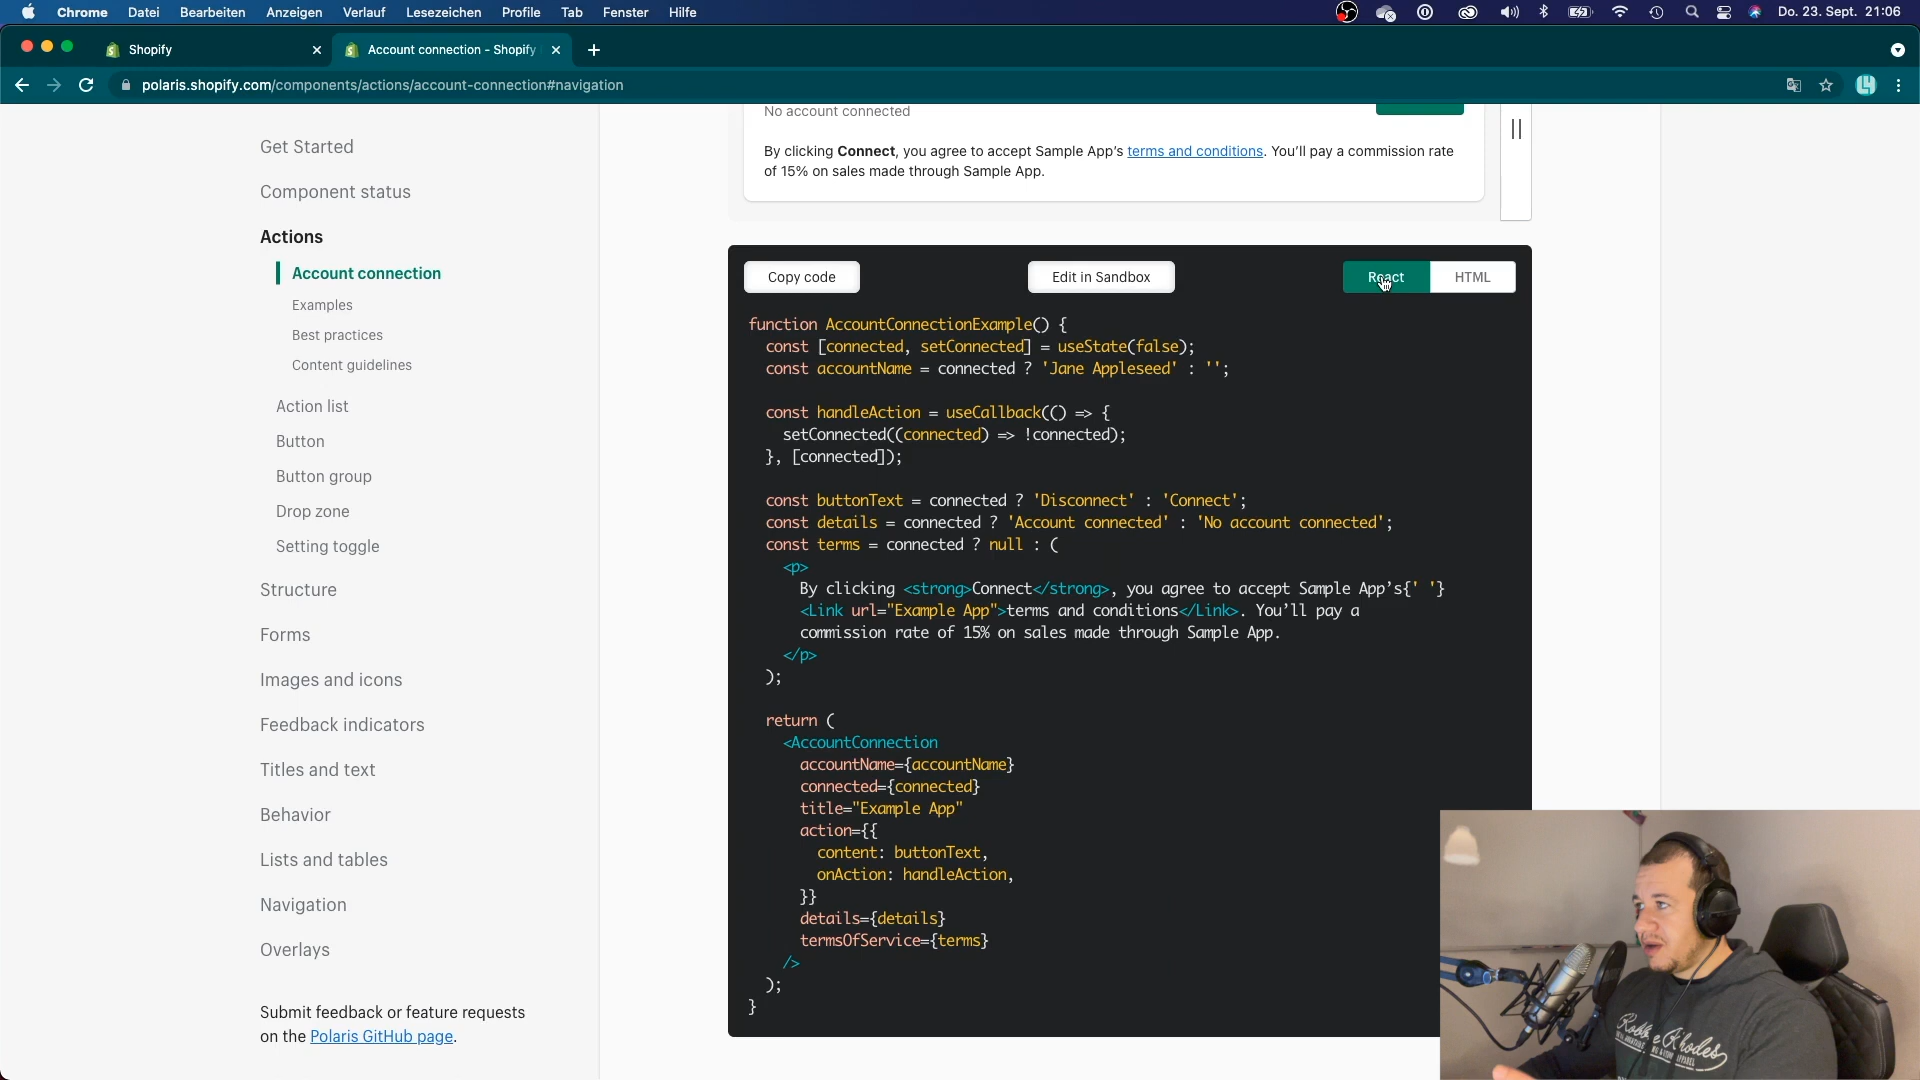 Chrome Datei Bearbeiten Anzeigen Verlauf Lesezeichen Profile Tab Fenster Hilfe Do. 23. Sept. 21:06
Shopify Account connection - Shopify
polaris.shopify.com/components/actions/account-connection#navigation
Get Started
Component status
Actions
Account connection
Examples
Best practices
Content guidelines
Action list
Button
Button group
Drop zone
Setting toggle
Structure
Forms
Images and icons
Feedback indicators
Titles and text
Behavior
Lists and tables
Navigation
Overlays
Submit feedback or feature requests
on the Polaris GitHub page.
No account connected
By clicking Connect, you agree to accept Sample App’s terms and conditions. You’ll pay a commission rate
of 15% on sales made through Sample App.
Copy code Edit in Sandbox React HTML
function AccountConnectionExample() {
const [connected, setConnected] = useState(false);
const accountName = connected ? 'Jane Appleseed' : '';
const handleAction = useCallback(() => {
setConnected((connected) => !connected);
}, [connected]);
const buttonText = connected ? 'Disconnect' : 'Connect';
const details = connected ? 'Account connected' : 'No account connected';
const terms = connected ? null : (
<p>
By clicking <strong>Connect</strong>, you agree to accept Sample App’s{' '}
<Link url="Example App">terms and conditions</Link>. You’ll pay a
commission rate of 15% on sales made through Sample App.
</p>
);
return (
<AccountConnection
accountName={accountName}
connected={connected}
title="Example App"
action={{
content: buttonText,
onAction: handleAction,
}}
details={details}
termsOfService={terms}
/>
);
}